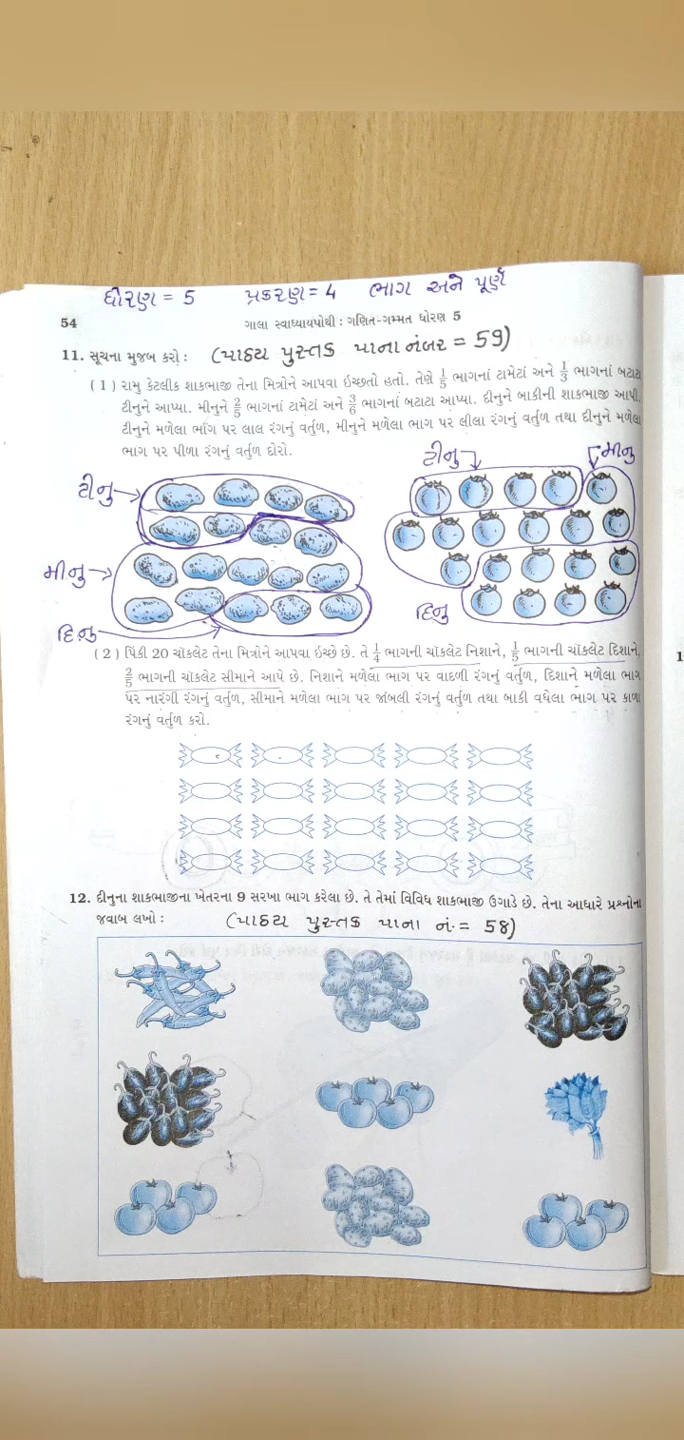 ધોરણ = 5 પ્રકરણ = 4 ભાગ અને પૂર્ણ
54 ગાલા સ્વાધ્યાયપોથી : ગણિત-ગમ્મત ધોરણ 5
11. સૂચના મુજબ કરો : (પાઠ્ય પુસ્તક પાના નંબર = 59)
( 1 ) રામુ કેટલીક શાકભાજી તેના મિત્રોને આપવા ઇચ્છતો હતો. તેણે 1/5 ભાગનાં ટામેટાં અને 1/3 ભાગનાં બટાટા
ટીનુને આપ્યા. મીનુને 2/5 ભાગનાં ટામેટાં અને 3/6 ભાગનાં બટાટા આપ્યા. દીનુને બાકીની શાકભાજી આપી.
ટીનુને મળેલા ભાગ પર લાલ રંગનું વર્તુળ, મીનુને મળેલા ભાગ પર લીલા રંગનું વર્તુળ તથા દીનુને મળેલા
ભાગ પર પીળા રંગનું વર્તુળ દોરો.
ટીનુ મીનુ
ટીનુ
મીનુ
દિનુ
દિનુ
( 2 ) પિંકી 20 ચૉકલેટ તેના મિત્રોને આપવા ઇચ્છે છે. તે 1/4 ભાગની ચૉકલેટ નિશાને, 1/5 ભાગની ચૉકલેટ દિશાને,
2/5 ભાગની ચૉકલેટ સીમાને આપે છે. નિશાને મળેલા ભાગ પર વાદળી રંગનું વર્તુળ, દિશાને મળેલા ભાગ
પર નારંગી રંગનું વર્તુળ, સીમાને મળેલા ભાગ પર જાંબલી રંગનું વર્તુળ તથા બાકી વધેલા ભાગ પર કાળા
રંગનું વર્તુળ કરો.
12. દીનુના શાકભાજીના ખેતરના 9 સરખા ભાગ કરેલા છે. તે તેમાં વિવિધ શાકભાજી ઉગાડે છે. તેના આધારે પ્રશ્નોના
જવાબ લખો : (પાઠ્ય પુસ્તક પાના નં. = 58)
1